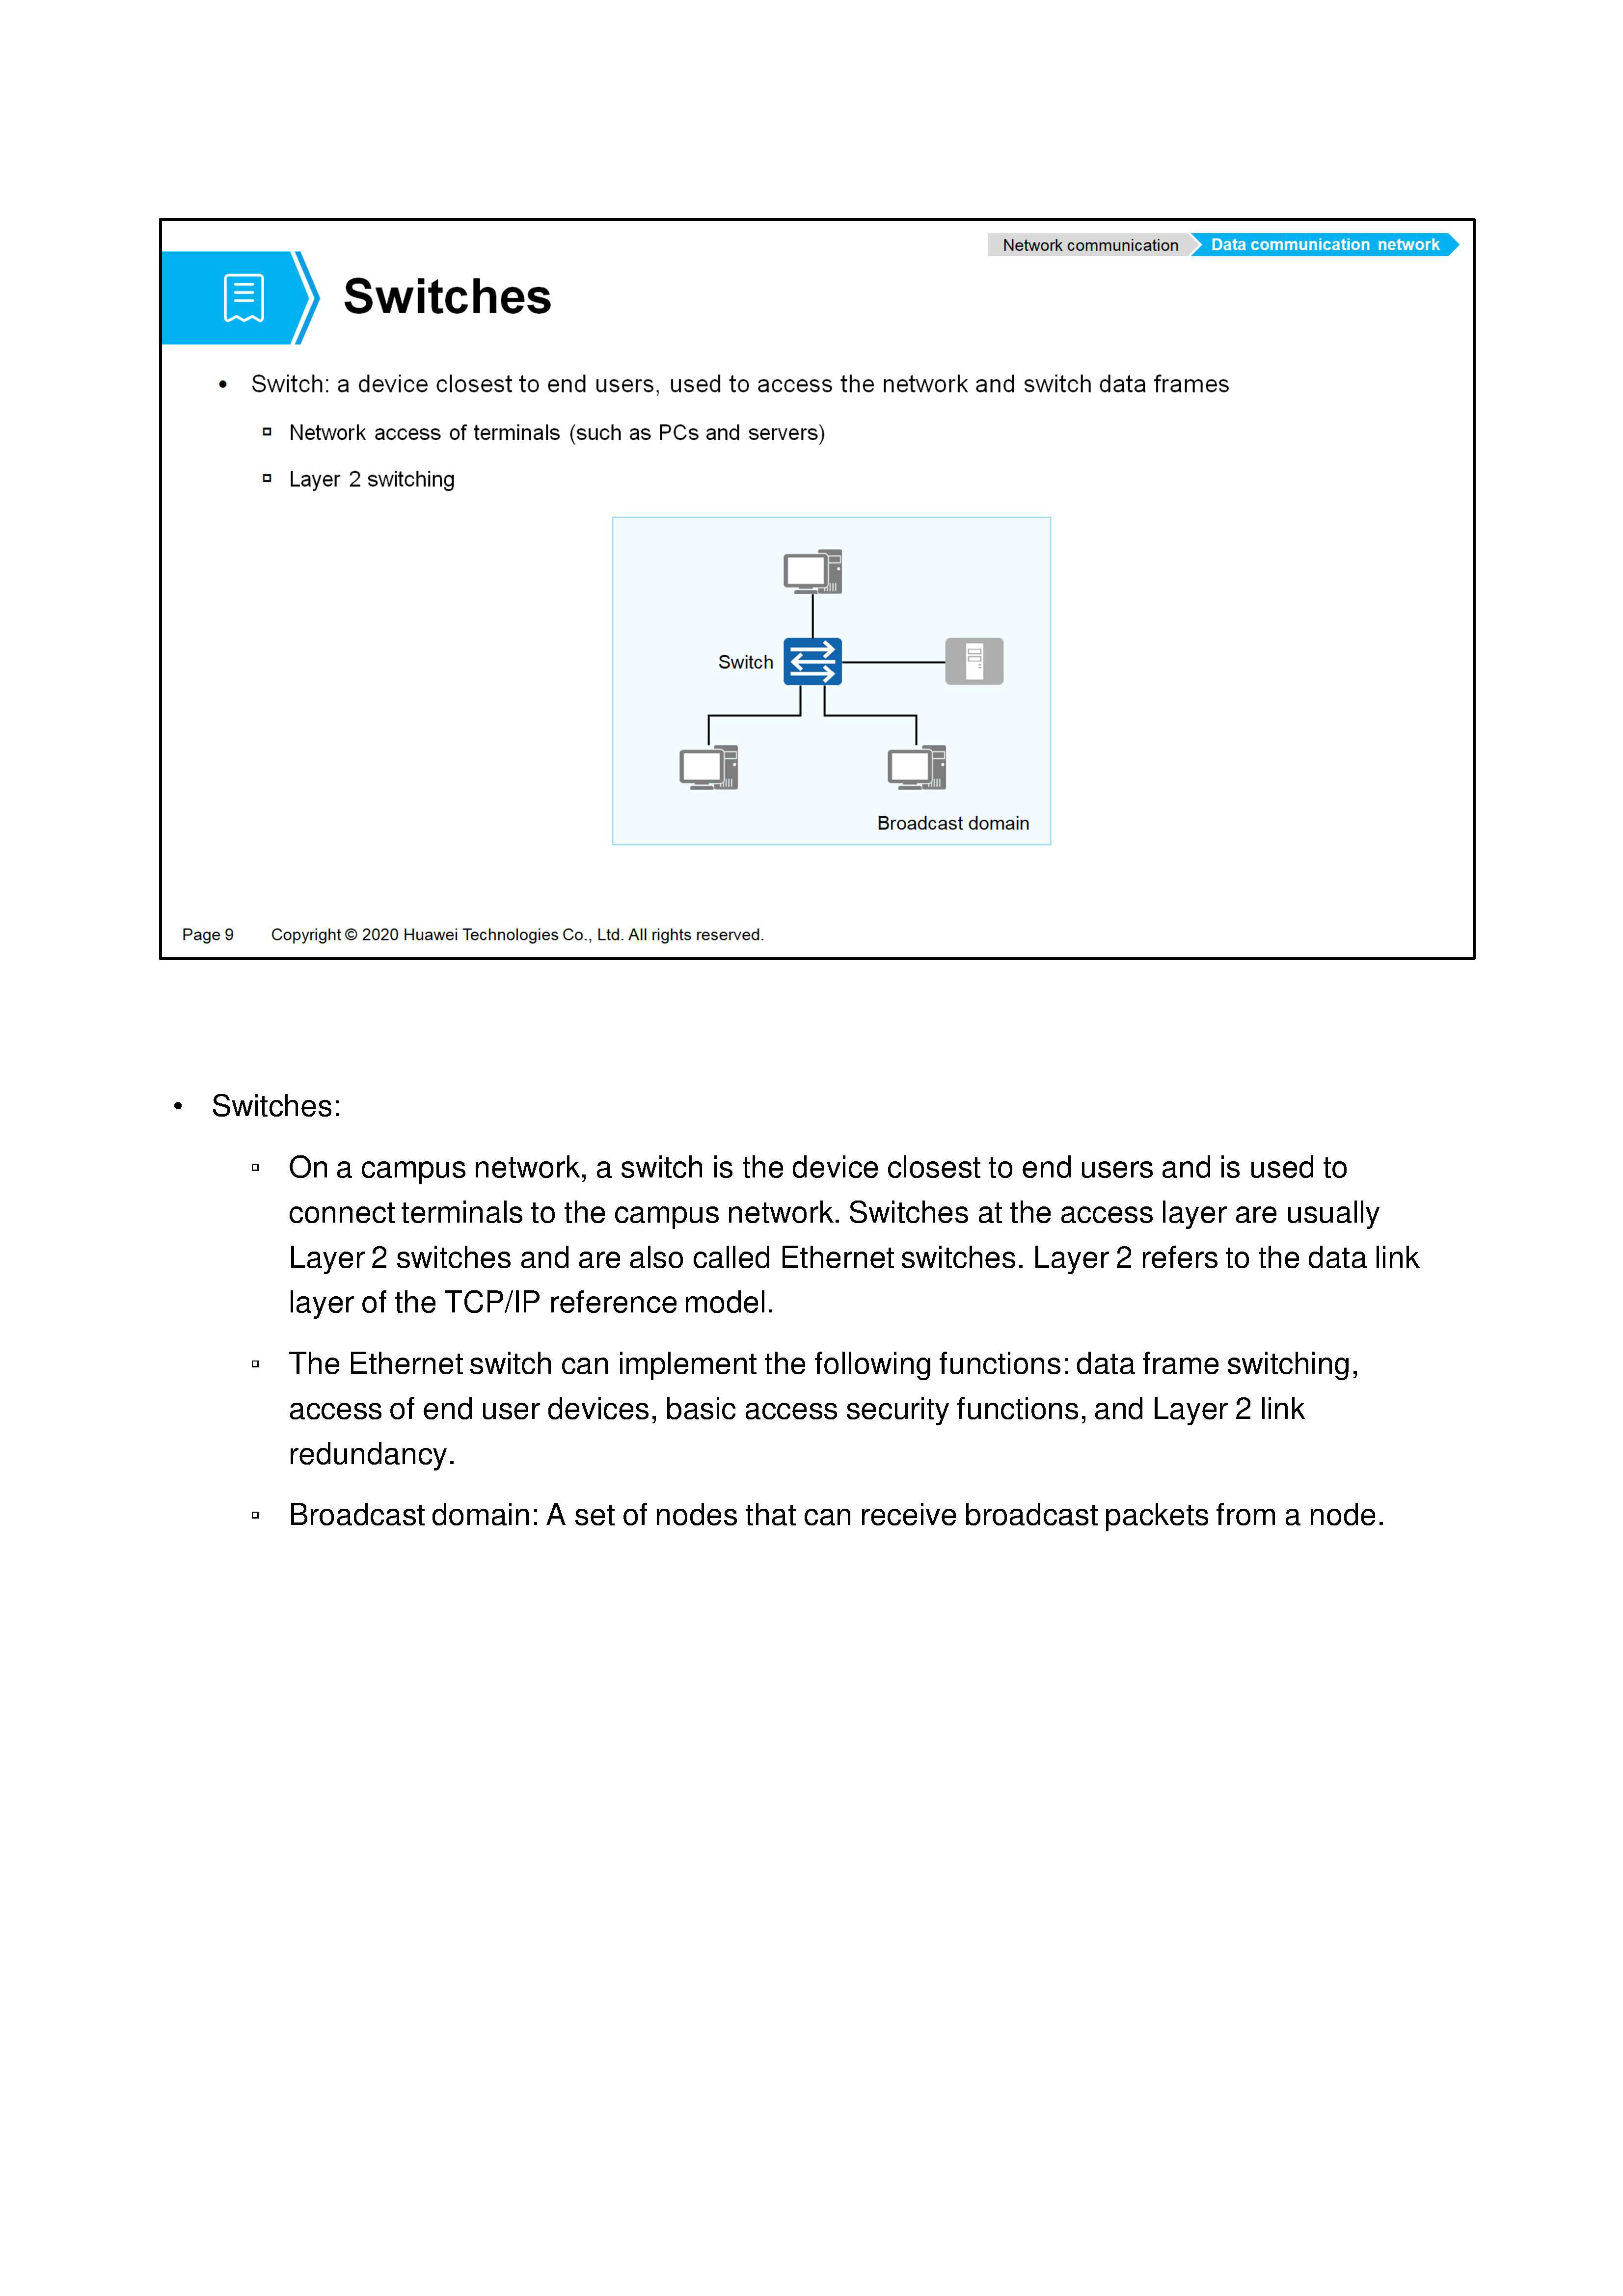 Network communication
Data communication network
Switches
• Switch: a device closest to end users, used to access the network and switch data frames
▫ Network access of terminals (such as PCs and servers)
▫ Layer 2 switching
Switch
Broadcast domain
Page 9 Copyright © 2020 Huawei Technologies Co., Ltd. All rights reserved.
• Switches:
▫ On a campus network, a switch is the device closest to end users and is used to
connect terminals to the campus network. Switches at the access layer are usually
Layer 2 switches and are also called Ethernet switches. Layer 2 refers to the data link
layer of the TCP/IP reference model.
▫ The Ethernet switch can implement the following functions: data frame switching,
access of end user devices, basic access security functions, and Layer 2 link
redundancy.
▫ Broadcast domain: A set of nodes that can receive broadcast packets from a node.